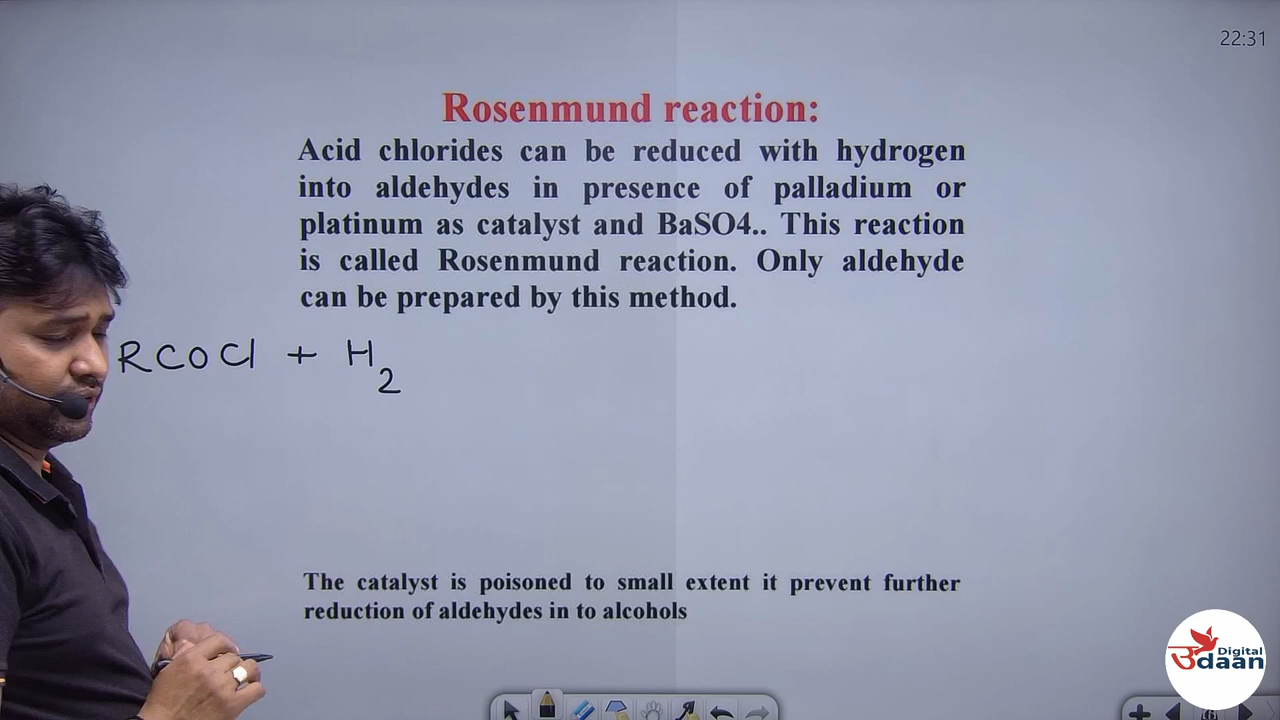 22:31
Rosenmund reaction:
Acid chlorides can be reduced with hydrogen
into aldehydes in presence of palladium or
platinum as catalyst and BaSO4.. This reaction
is called Rosenmund reaction. Only aldehyde
can be prepared by this method.
RCOCl + H2
The catalyst is poisoned to small extent it prevent further
reduction of aldehydes in to alcohols
Digital
उdaan